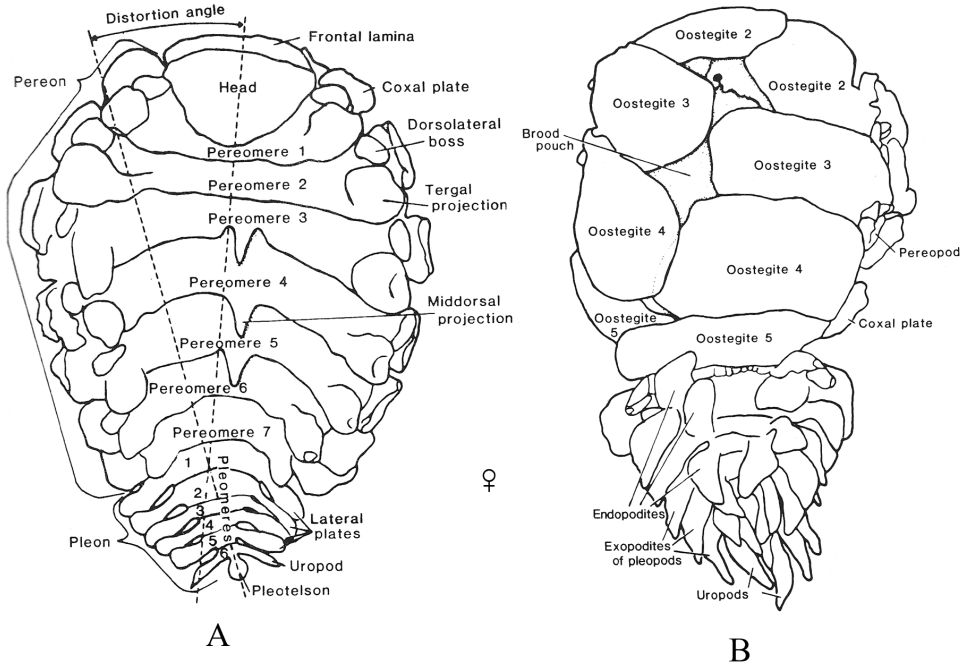 Distortion angle
Frontal lamina
Pereon
Head
Coxal plate
Dorsolateral
boss
Pereomere 1
Pereomere 2
Tergal
projection
Pereomere 3
Pereomere 4
Middorsal
projection
Pereomere 5
Pereomere 6
Pereomere 7
Pleomeres
1
2
3
4
5
6
Pleon
Lateral
plates
Uropod
Pleotelson
A
♀
Oostegite 2
Oostegite 2
Oostegite 3
Brood
pouch
Oostegite 3
Oostegite 4
Pereopod
Oostegite 4
Oostegite
5
Coxal plate
Oostegite 5
Endopodites
Exopodites
of pleopods
Uropods
B